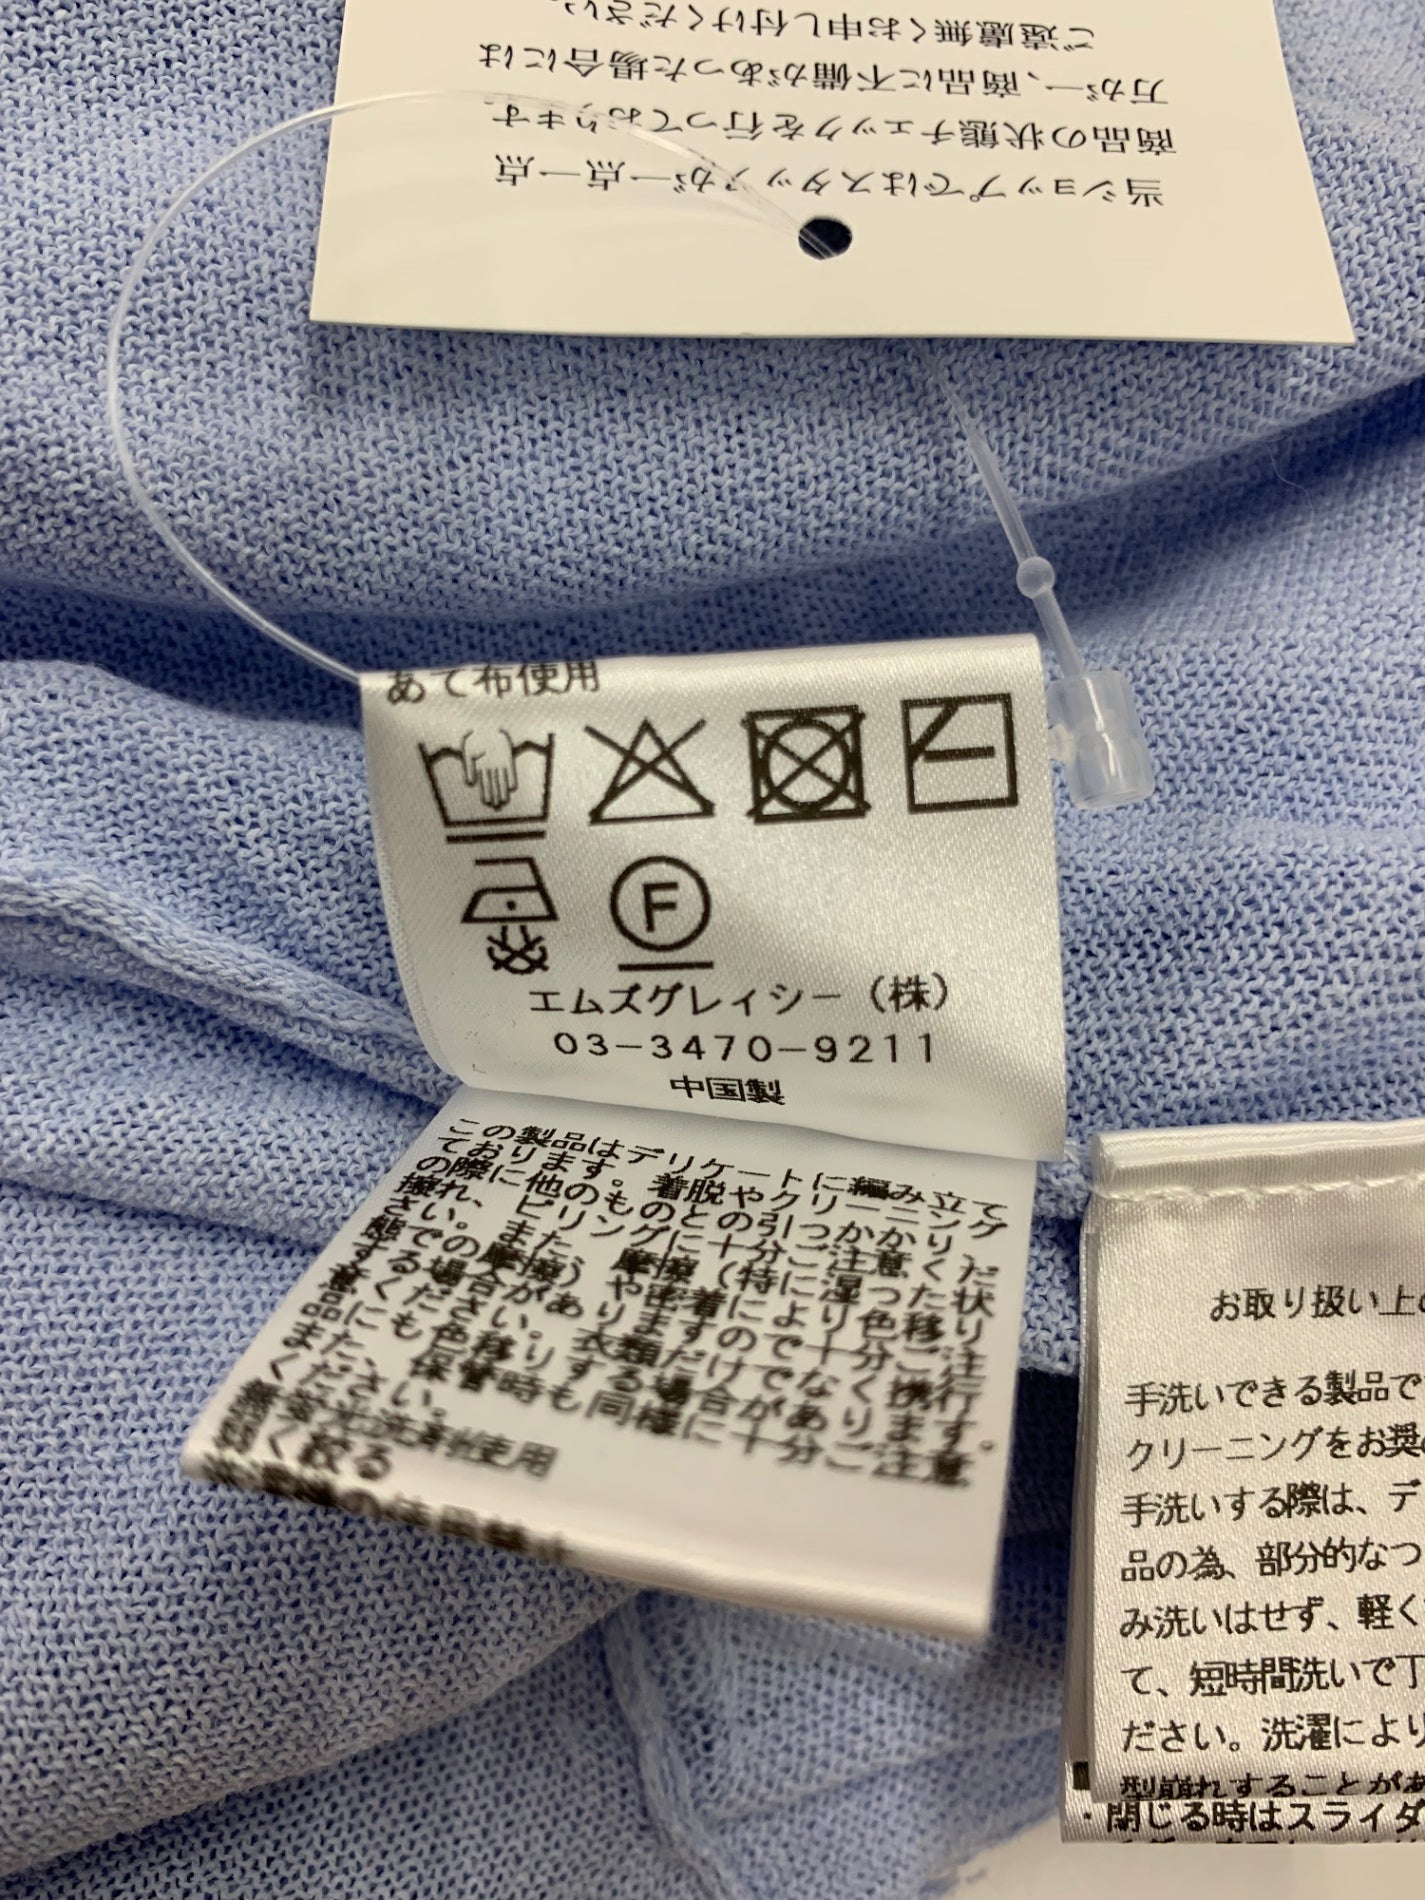 当ショップではスタッフが一点一点
商品の状態チェックを行っております。
万が一、商品に不備があった場合には
ご遠慮無くお申し付けください。
あて布使用
F
エムズグレイシー（株）
03-3470-9211
中国製
この製品はデリケートに編み立て
ております。着脱やクリーニング
の際に他のものとの引っかかり、
擦れ、ピリングに十分ご注意くだ
さい。また、摩擦（特に湿った状
態での摩擦）や密着により色移り
する場合がありますので十分ご注
意ください。衣類だけでなく携行
品にも色移りする場合があります。
また、保管時も同様に十分ご注意
ください。
無蛍光洗剤使用
弱く絞る
お取り扱い上の
手洗いできる製品で
クリーニングをお奨め
手洗いする際は、デ
品の為、部分的なつ
み洗いはせず、軽く
て、短時間洗いで丁
ださい。洗濯により
型崩れすることがあ
・閉じる時はスライダ